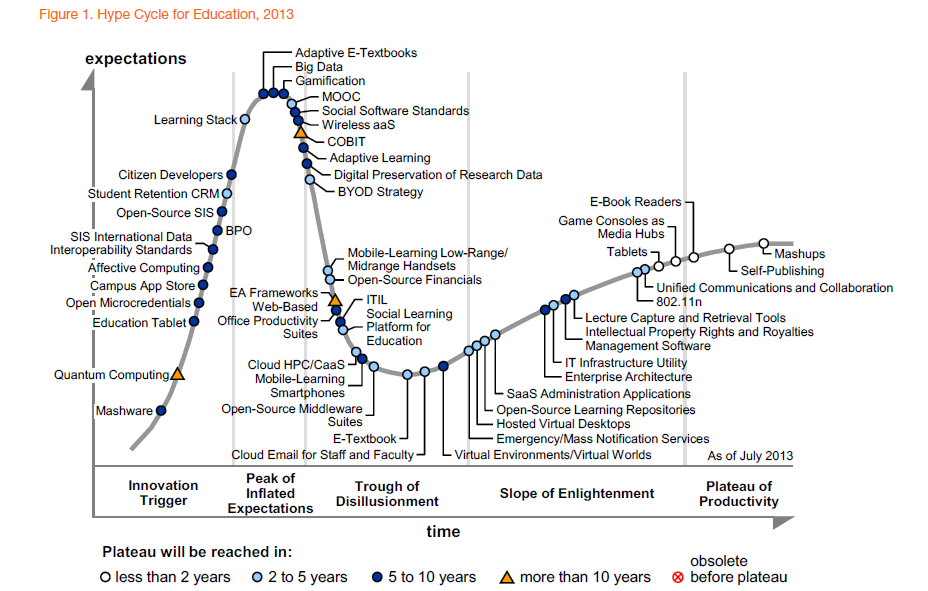 Figure 1. Hype Cycle for Education, 2013
expectations
Adaptive E-Textbooks
Big Data
Gamification
MOOC
Social Software Standards
Wireless aaS
COBIT
Adaptive Learning
Digital Preservation of Research Data
BYOD Strategy
Learning Stack
Citizen Developers
Student Retention CRM
Open-Source SIS
BPO
SIS International Data
Interoperability Standards
Affective Computing
Campus App Store
Open Microcredentials
Education Tablet
Quantum Computing
Mashware
Mobile-Learning Low-Range/
Midrange Handsets
Open-Source Financials
EA Frameworks
Web-Based
Office Productivity
Suites
ITIL
Social Learning
Platform for
Education
Cloud HPC/CaaS
Mobile-Learning
Smartphones
Open-Source Middleware
Suites
E-Textbook
Cloud Email for Staff and Faculty
Virtual Environments/Virtual Worlds
Emergency/Mass Notification Services
Hosted Virtual Desktops
Open-Source Learning Repositories
SaaS Administration Applications
Enterprise Architecture
IT Infrastructure Utility
Intellectual Property Rights and Royalties
Management Software
Lecture Capture and Retrieval Tools
802.11n
Unified Communications and Collaboration
Tablets
Game Consoles as
Media Hubs
E-Book Readers
Self-Publishing
Mashups
As of July 2013
Innovation
Trigger
Peak of
Inflated
Expectations
Trough of
Disillusionment
Slope of Enlightenment
Plateau of
Productivity
time
Plateau will be reached in:
less than 2 years
2 to 5 years
5 to 10 years
more than 10 years
obsolete
before plateau